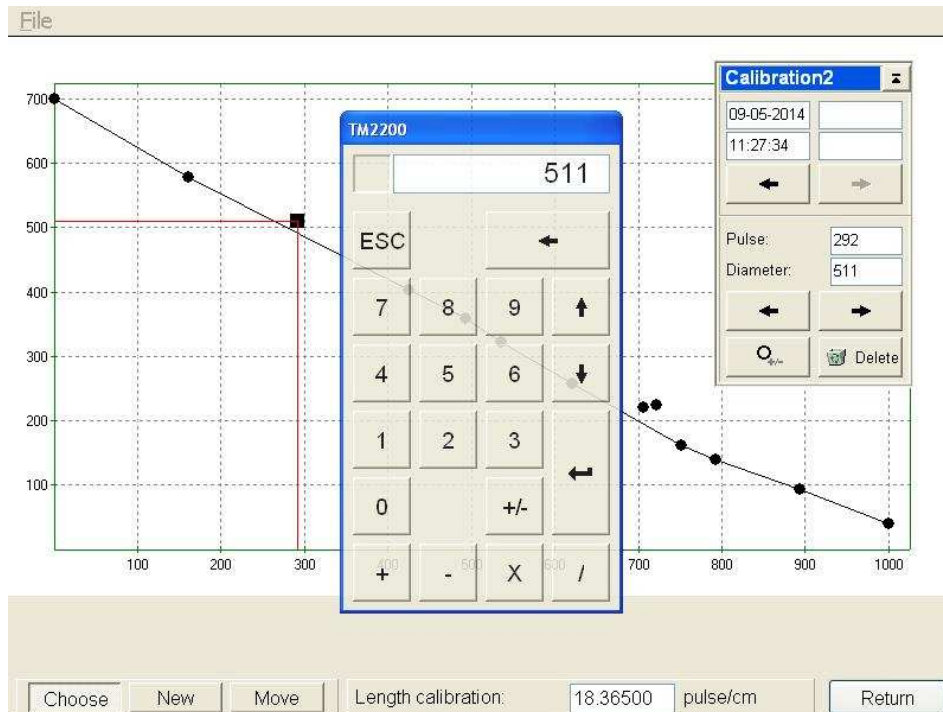 File
Calibration2
09-05-2014
11:27:34
Pulse: 292
Diameter: 511
+/-
Delete
TM2200
511
ESC
7 8 9
4 5 6
1 2 3
0 +/-
+ - X /
700
600
500
400
300
200
100
100 200 300 400 500 600 700 800 900 1000
Choose New Move Length calibration: 18.36500 pulse/cm Return